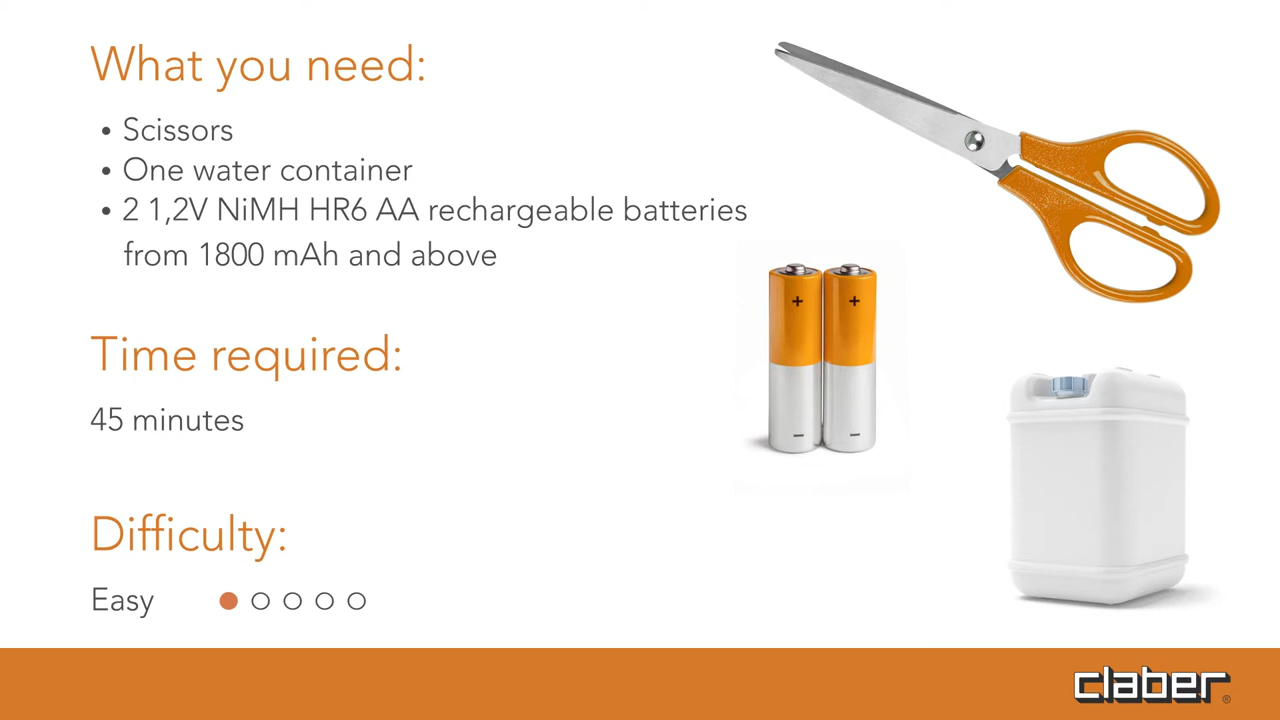 What you need:
• Scissors
• One water container
• 2 1,2V NiMH HR6 AA rechargeable batteries
from 1800 mAh and above
Time required:
45 minutes
Difficulty:
Easy
+ +
– –
claber®